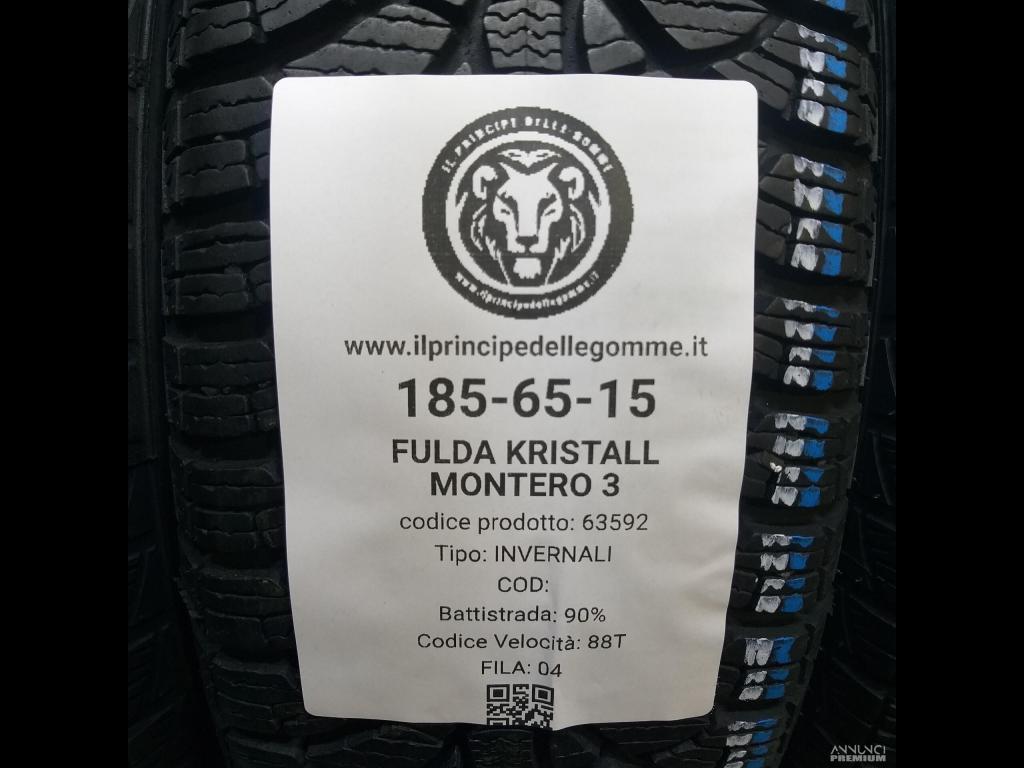 IL PRINCIPE DELLE GOMME
www.ilprincipedellegomme.it
www.ilprincipedellegomme.it
185-65-15
FULDA KRISTALL
MONTERO 3
codice prodotto: 63592
Tipo: INVERNALI
COD:
Battistrada: 90%
Codice Velocità: 88T
FILA: 04
ANNUNCI
PREMIUM